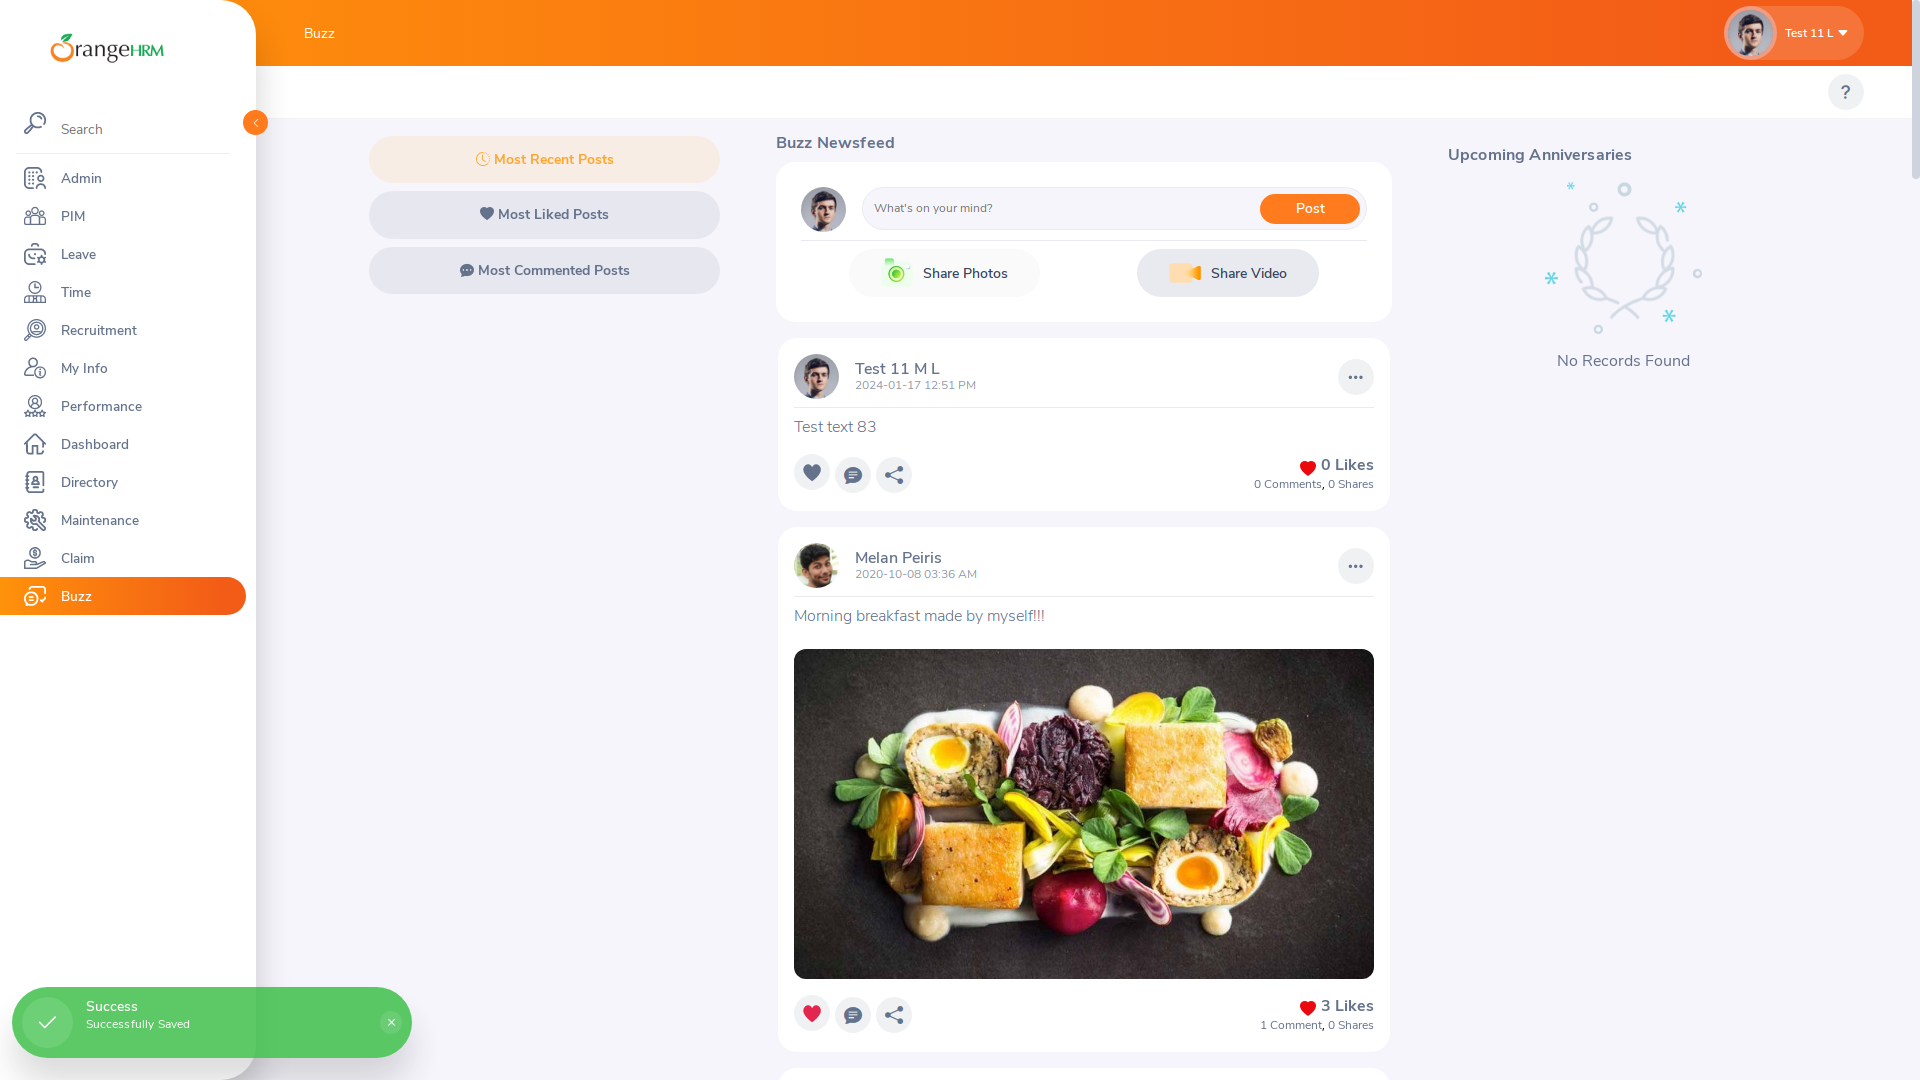 OrangeHRM
Search
Admin
PIM
Leave
Time
Recruitment
My Info
Performance
Dashboard
Directory
Maintenance
Claim
Buzz
Buzz
Test 11 L
?
Most Recent Posts
Most Liked Posts
Most Commented Posts
Buzz Newsfeed
What's on your mind?
Post
Share Photos
Share Video
Test 11 M L
2024-01-17 12:51 PM
Test text 83
0 Likes
0 Comments, 0 Shares
Melan Peiris
2020-10-08 03:36 AM
Morning breakfast made by myself!!!
3 Likes
1 Comment, 0 Shares
Upcoming Anniversaries
No Records Found
Success
Successfully Saved